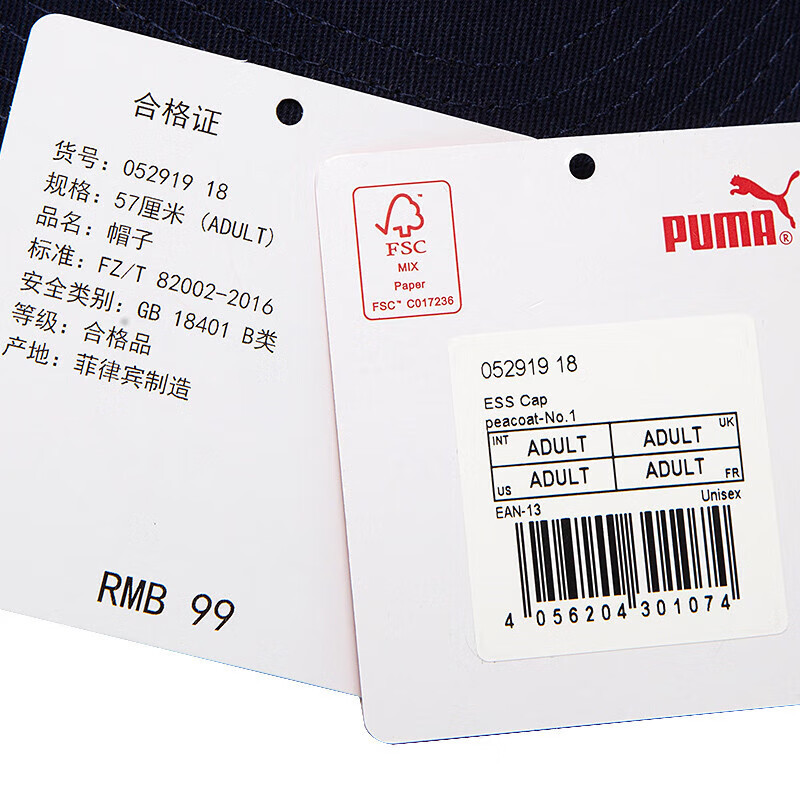 合格证
货号: 052919 18
规格: 57厘米 (ADULT)
品名: 帽子
标准: FZ/T 82002-2016
安全类别: GB 18401 B类
等级: 合格品
产地: 菲律宾制造
RMB 99
FSC
MIX
Paper
FSC™ C017236
PUMA®
052919 18
ESS Cap
peacoat-No.1
INT ADULT ADULT UK
US ADULT ADULT FR
EAN-13 Unisex
4 056204 301074